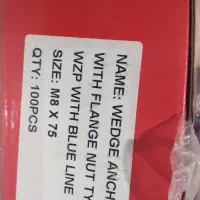 NAME: WEDGE ANCH
WITH FLANGE NUT TY
WZP WITH BLUE LINE
SIZE: M8 X 75
QTY: 100PCS